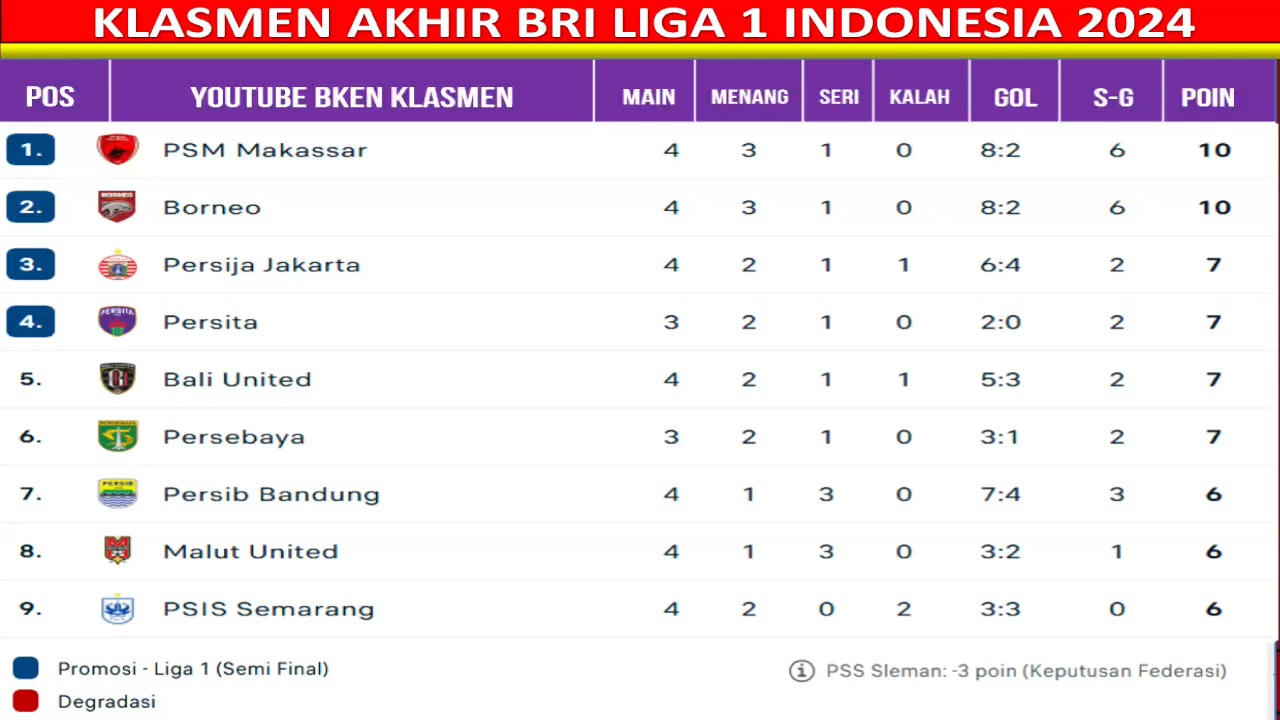 KLASMEN AKHIR BRI LIGA 1 INDONESIA 2024
POS YOUTUBE BKEN KLASMEN MAIN MENANG SERI KALAH GOL S-G POIN
1. PSM Makassar 4 3 1 0 8:2 6 10
2. BORNEO Borneo 4 3 1 0 8:2 6 10
3. Persija Jakarta 4 2 1 1 6:4 2 7
4. PERSITA Persita 3 2 1 0 2:0 2 7
5. Bali United 4 2 1 1 5:3 2 7
6. Persebaya 3 2 1 0 3:1 2 7
7. PERSIB Persib Bandung 4 1 3 0 7:4 3 6
8. Malut United 4 1 3 0 3:2 1 6
9. PSIS Semarang 4 2 0 2 3:3 0 6
Promosi - Liga 1 (Semi Final) PSS Sleman: -3 poin (Keputusan Federasi)
Degradasi